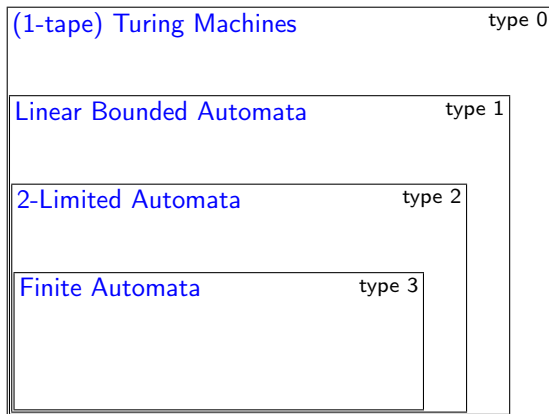 (1-tape) Turing Machines type 0
Linear Bounded Automata type 1
2-Limited Automata type 2
Finite Automata type 3